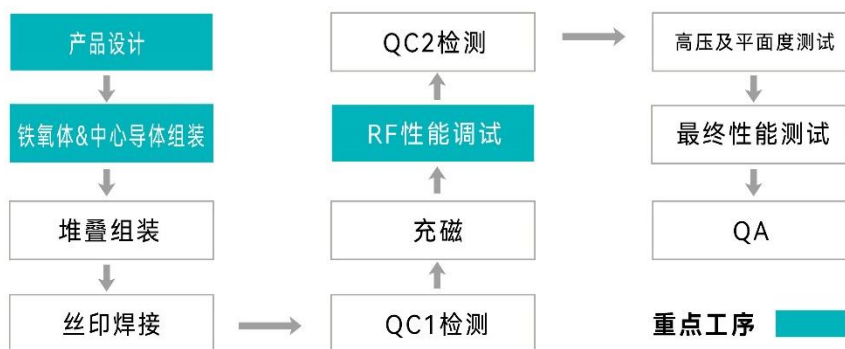 产品设计
铁氧体&中心导体组装
堆叠组装
丝印焊接
QC1检测
充磁
RF性能调试
QC2检测
高压及平面度测试
最终性能测试
QA
重点工序